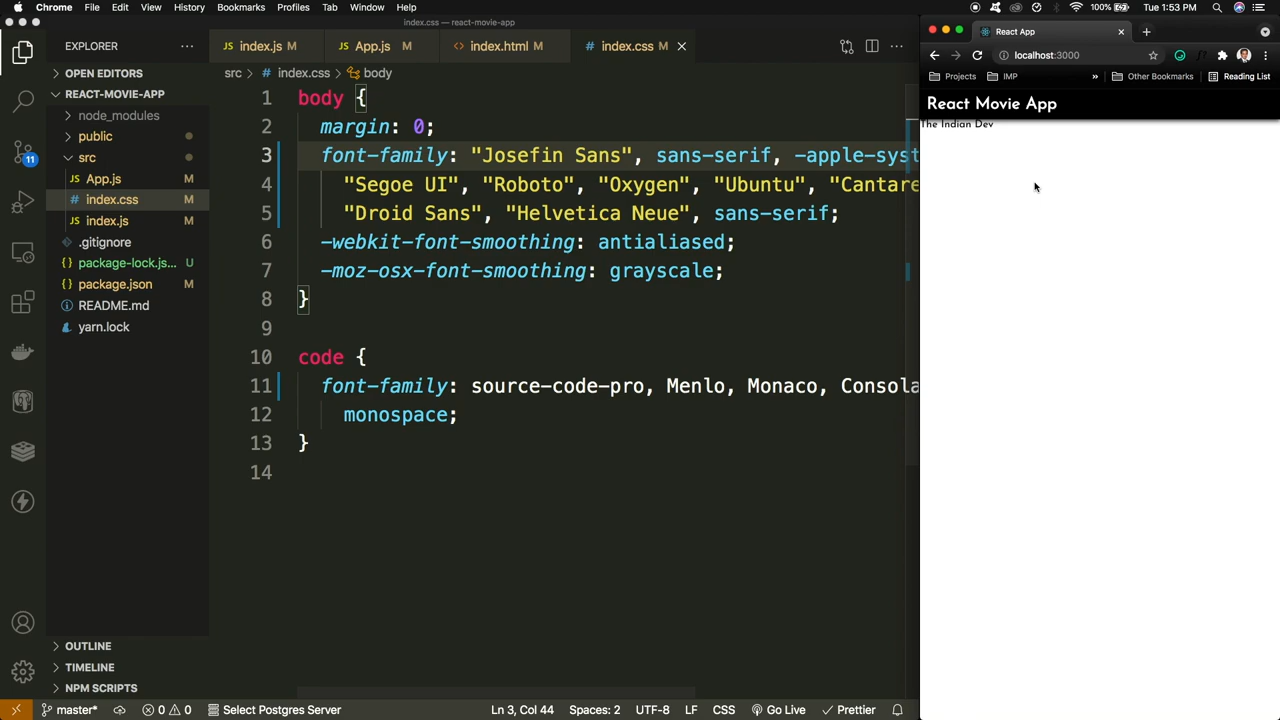 Chrome File Edit View History Bookmarks Profiles Tab Window Help 100% Tue 1:53 PM
index.css — react-movie-app
EXPLORER
OPEN EDITORS
REACT-MOVIE-APP
node_modules
public
src
App.js M
index.css M
index.js M
.gitignore
package-lock.js... U
package.json M
README.md
yarn.lock
OUTLINE
TIMELINE
NPM SCRIPTS
11
index.js M App.js M index.html M index.css M
src > index.css > body
1 body {
2 margin: 0;
3 font-family: "Josefin Sans", sans-serif, -apple-syst
4 "Segoe UI", "Roboto", "Oxygen", "Ubuntu", "Cantare
5 "Droid Sans", "Helvetica Neue", sans-serif;
6 -webkit-font-smoothing: antialiased;
7 -moz-osx-font-smoothing: grayscale;
8 }
9
10 code {
11 font-family: source-code-pro, Menlo, Monaco, Consola
12 monospace;
13 }
14
master* 0 0 Select Postgres Server Ln 3, Col 44 Spaces: 2 UTF-8 LF CSS Go Live Prettier
React App
localhost:3000
Projects IMP » Other Bookmarks Reading List
React Movie App
The Indian Dev